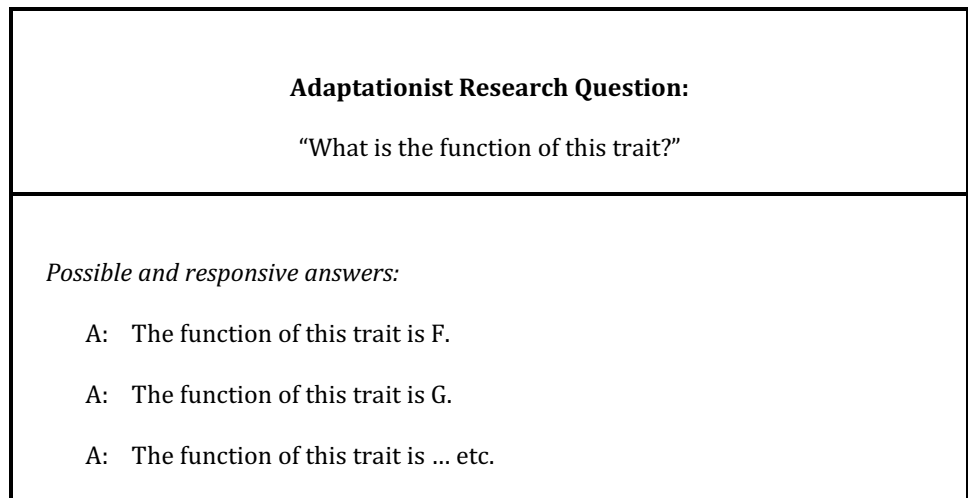 Adaptationist Research Question:
“What is the function of this trait?”
Possible and responsive answers:
A: The function of this trait is F.
A: The function of this trait is G.
A: The function of this trait is … etc.